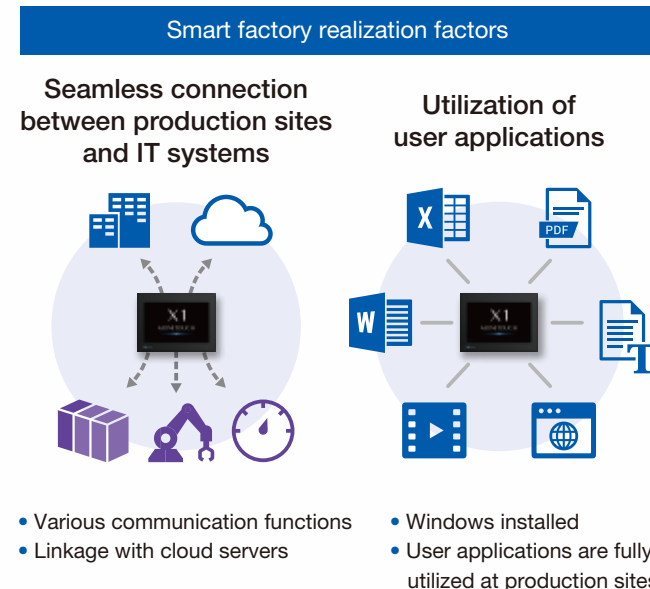 Smart factory realization factors
Seamless connection
between production sites
and IT systems
Utilization of
user applications
X
PDF
X1
X1
W
T
• Various communication functions
• Linkage with cloud servers
• Windows installed
• User applications are fully
utilized at production sites